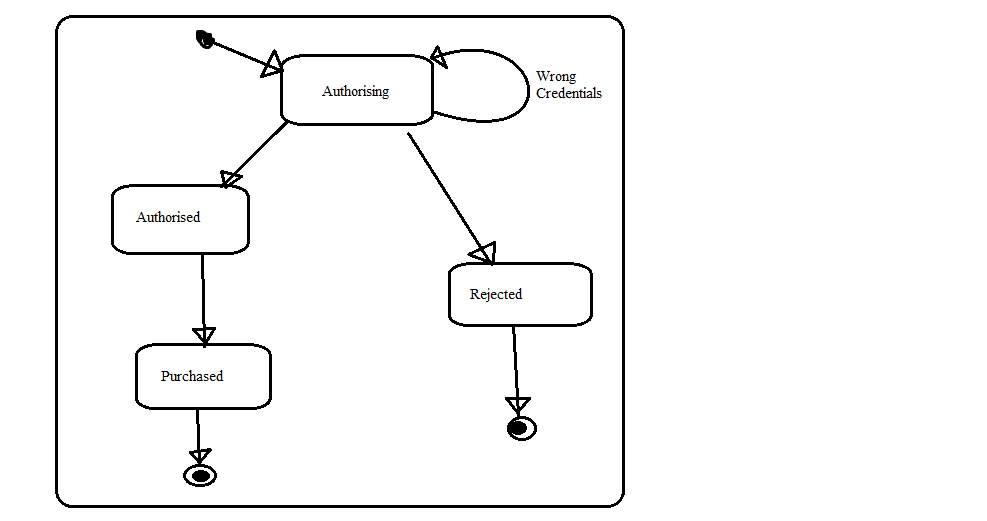 Authorising
Wrong
Credentials
Authorised
Rejected
Purchased